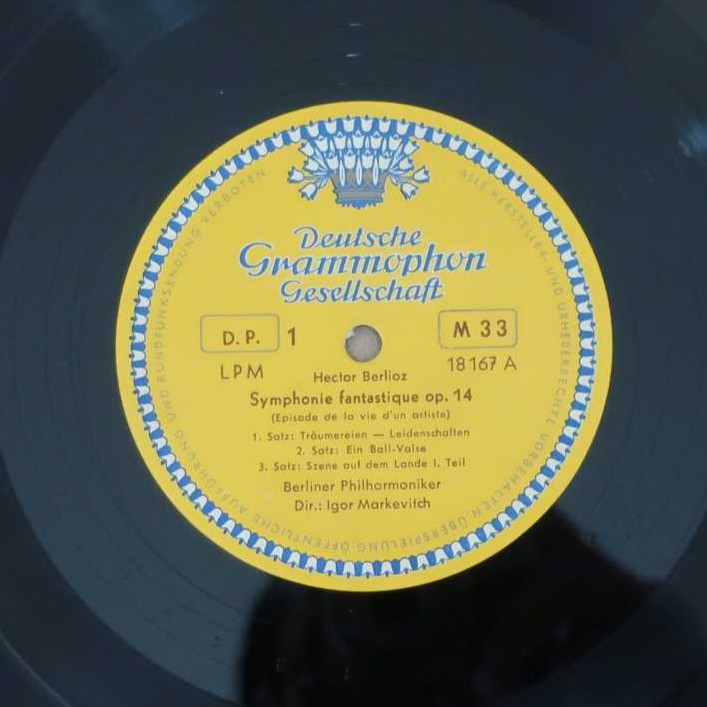 Deutsche
Grammophon
Gesellschaft
D. P. 1
M 33
LPM
18167 A
Hector Berlioz
Symphonie fantastique op. 14
(Episode de la vie d'un artiste)
1. Satz: Träumereien — Leidenschaften
2. Satz: Ein Ball-Valse
3. Satz: Szene auf dem Lande I. Teil
Berliner Philharmoniker
Dir.: Igor Markevitch
ALLE HERSTELLER- UND URHEBERRECHTE VORBEHALTEN. ÜBERSPIELUNG, ÖFFENTLICHE AUFFÜHRUNG UND RUNDFUNKSENDUNG VERBOTEN